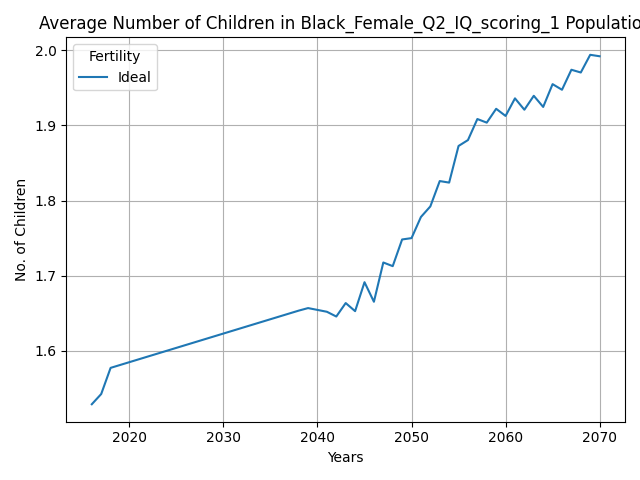 Average Number of Children in Black_Female_Q2_IQ_scoring_1 Populatio
Fertility
Ideal
2.0
1.9
1.8
1.7
1.6
No. of Children
2020 2030 2040 2050 2060 2070
Years